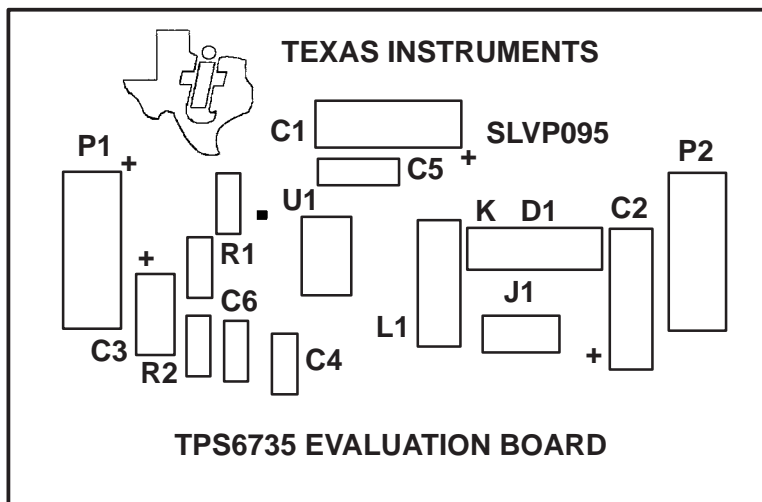 TEXAS INSTRUMENTS
C1
+
SLVP095
P1
+
C5
P2
U1
K D1
C2
R1
+
C6
J1
L1
C3
R2
C4
+
TPS6735 EVALUATION BOARD